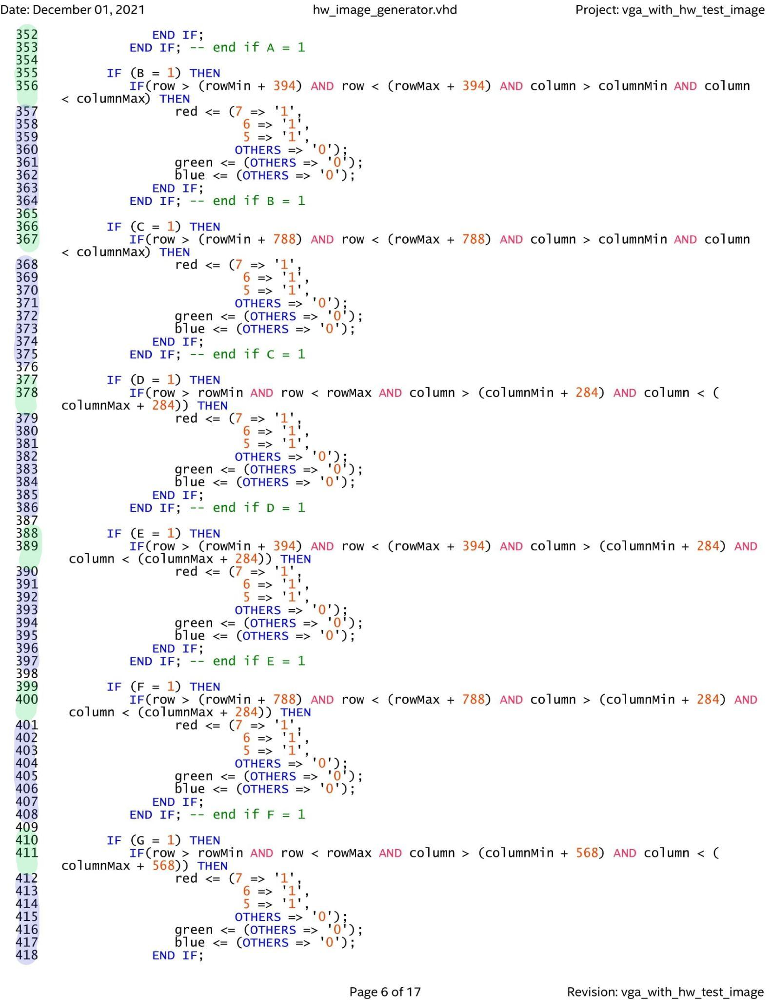 Date: December 01, 2021 hw_image_generator.vhd Project: vga_with_hw_test_image
352 END IF;
353 END IF; -- end if A = 1
354
355 IF (B = 1) THEN
356 IF(row > (rowMin + 394) AND row < (rowMax + 394) AND column > columnMin AND column
< columnMax) THEN
357 red <= (7 => '1',
358 6 => '1',
359 5 => '1',
360 OTHERS => '0');
361 green <= (OTHERS => '0');
362 blue <= (OTHERS => '0');
363 END IF;
364 END IF; -- end if B = 1
365
366 IF (C = 1) THEN
367 IF(row > (rowMin + 788) AND row < (rowMax + 788) AND column > columnMin AND column
< columnMax) THEN
368 red <= (7 => '1',
369 6 => '1',
370 5 => '1',
371 OTHERS => '0');
372 green <= (OTHERS => '0');
373 blue <= (OTHERS => '0');
374 END IF;
375 END IF; -- end if C = 1
376
377 IF (D = 1) THEN
378 IF(row > rowMin AND row < rowMax AND column > (columnMin + 284) AND column < (
columnMax + 284)) THEN
379 red <= (7 => '1',
380 6 => '1',
381 5 => '1',
382 OTHERS => '0');
383 green <= (OTHERS => '0');
384 blue <= (OTHERS => '0');
385 END IF;
386 END IF; -- end if D = 1
387
388 IF (E = 1) THEN
389 IF(row > (rowMin + 394) AND row < (rowMax + 394) AND column > (columnMin + 284) AND
column < (columnMax + 284)) THEN
390 red <= (7 => '1',
391 6 => '1',
392 5 => '1',
393 OTHERS => '0');
394 green <= (OTHERS => '0');
395 blue <= (OTHERS => '0');
396 END IF;
397 END IF; -- end if E = 1
398
399 IF (F = 1) THEN
400 IF(row > (rowMin + 788) AND row < (rowMax + 788) AND column > (columnMin + 284) AND
column < (columnMax + 284)) THEN
401 red <= (7 => '1',
402 6 => '1',
403 5 => '1',
404 OTHERS => '0');
405 green <= (OTHERS => '0');
406 blue <= (OTHERS => '0');
407 END IF;
408 END IF; -- end if F = 1
409
410 IF (G = 1) THEN
411 IF(row > rowMin AND row < rowMax AND column > (columnMin + 568) AND column < (
columnMax + 568)) THEN
412 red <= (7 => '1',
413 6 => '1',
414 5 => '1',
415 OTHERS => '0');
416 green <= (OTHERS => '0');
417 blue <= (OTHERS => '0');
418 END IF;
Page 6 of 17 Revision: vga_with_hw_test_image